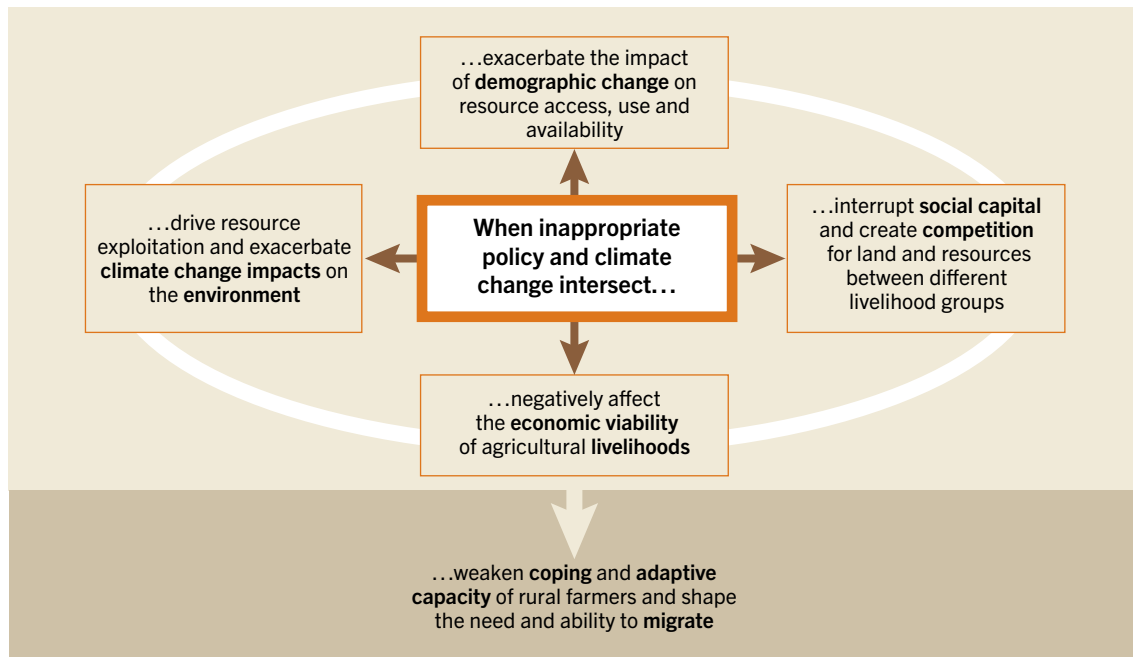 …exacerbate the impact
of demographic change on
resource access, use and
availability
…drive resource
exploitation and exacerbate
climate change impacts on
the environment
When inappropriate
policy and climate
change intersect…
…interrupt social capital
and create competition
for land and resources
between different
livelihood groups
…negatively affect
the economic viability
of agricultural livelihoods
…weaken coping and adaptive
capacity of rural farmers and shape
the need and ability to migrate